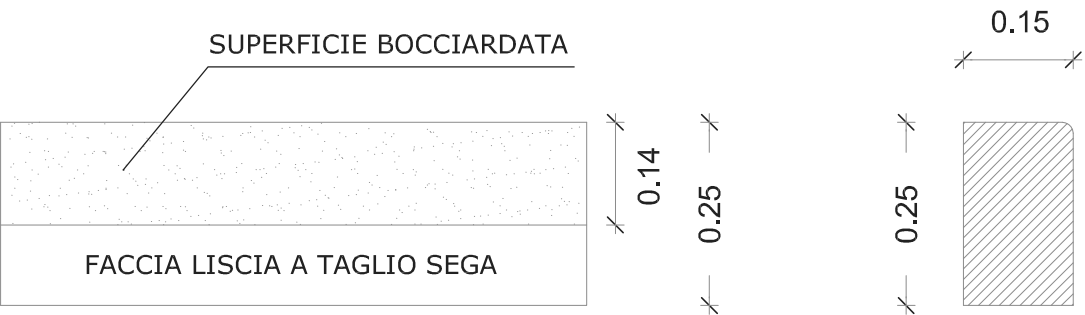 SUPERFICIE BOCCIARDATA
0.15
0.14
0.25
0.25
FACCIA LISCIA A TAGLIO SEGA